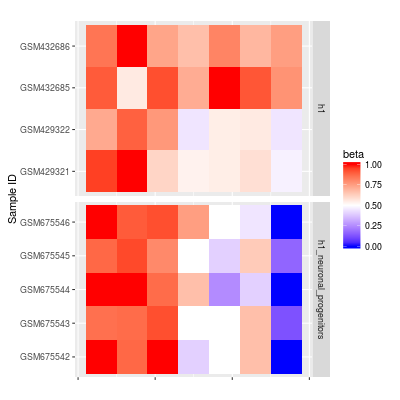 GSM432686
GSM432685
GSM429322
GSM429321
h1
GSM675546
GSM675545
GSM675544
GSM675543
GSM675542
h1_neuronal_progenitors
Sample ID
beta
1.00
0.75
0.50
0.25
0.00